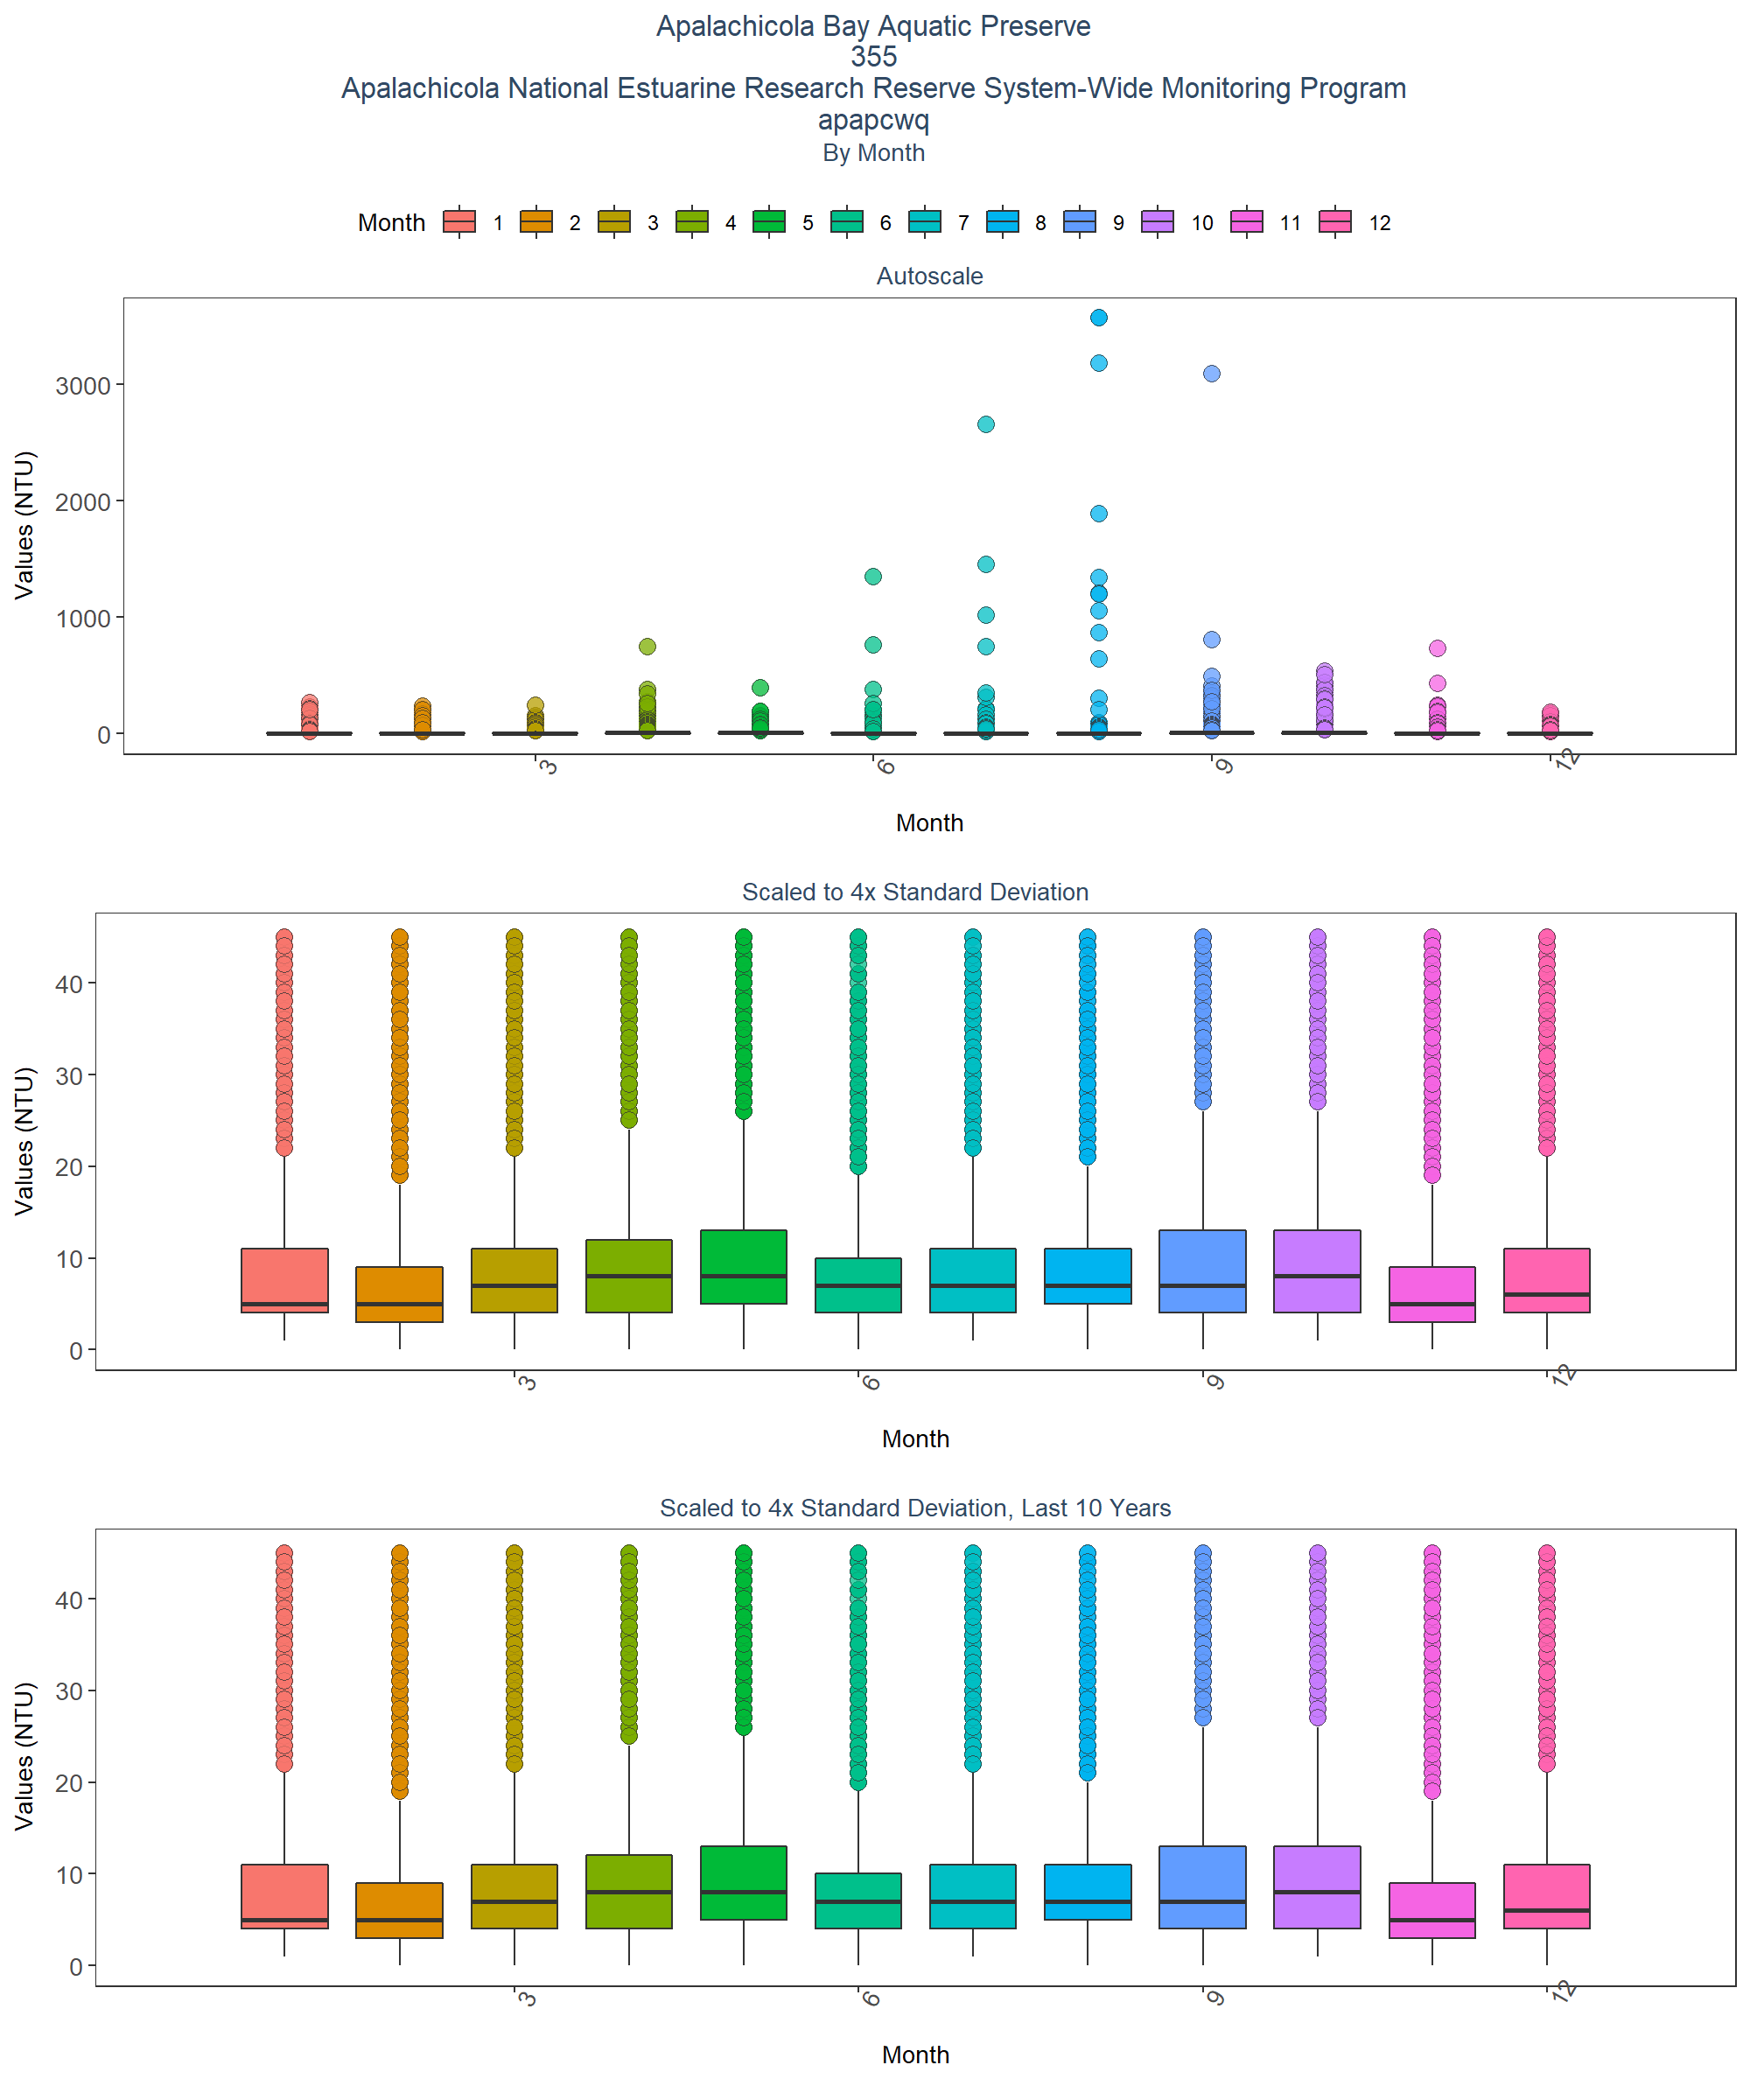 Apalachicola Bay Aquatic Preserve
355
Apalachicola National Estuarine Research Reserve System-Wide Monitoring Program
apapcwq
By Month
Month 1 2 3 4 5 6 7 8 9 10 11 12
Autoscale
Values (NTU)
3000
2000
1000
0
3 6 9 12
Month
Scaled to 4x Standard Deviation
Values (NTU)
40
30
20
10
0
3 6 9 12
Month
Scaled to 4x Standard Deviation, Last 10 Years
Values (NTU)
40
30
20
10
0
3 6 9 12
Month